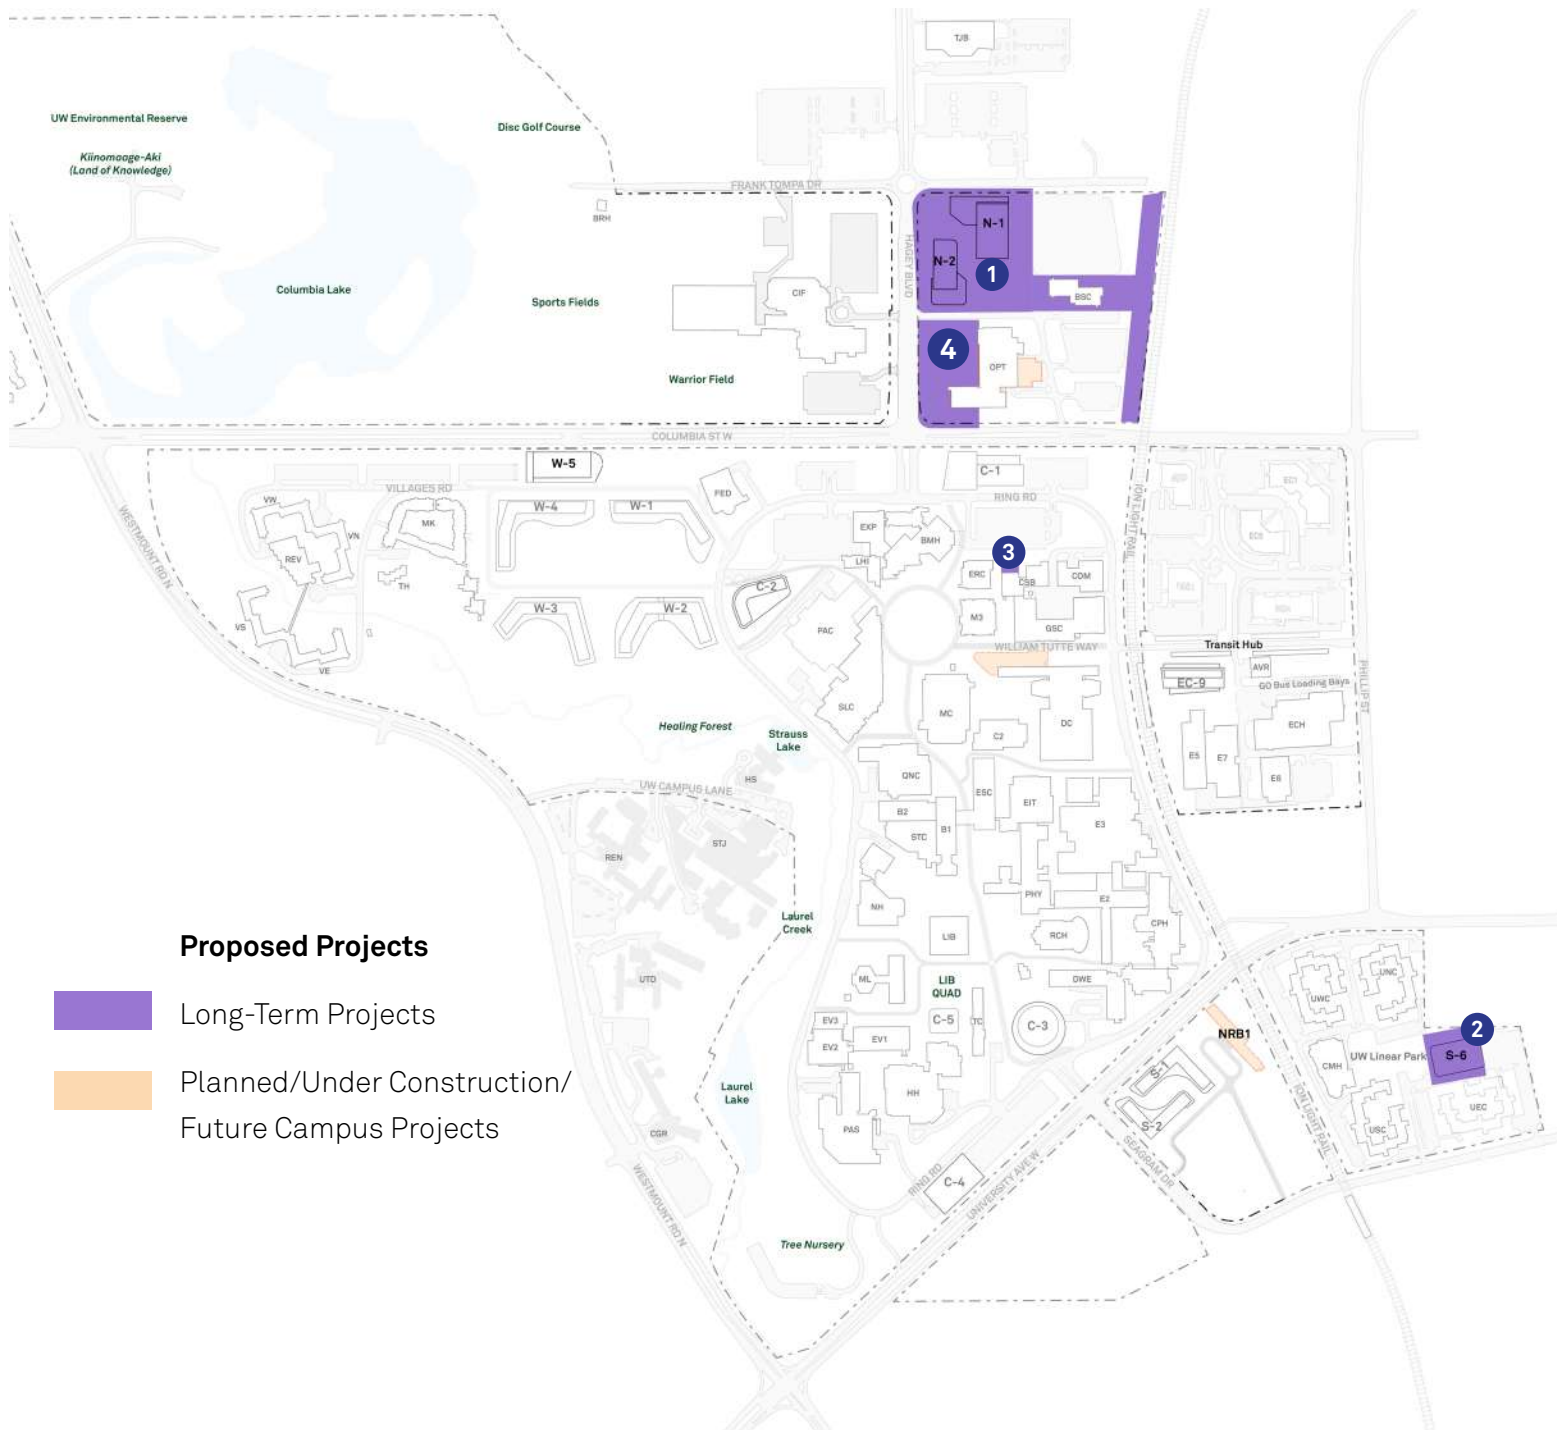 TJB
UW Environmental Reserve
Kiinomaage-Aki
(Land of Knowledge)
Disc Golf Course
FRANK TOMPA DR
BRH
HAGEY BLVD
N-1
N-2
1
BSC
Columbia Lake
Sports Fields
CIF
4
OPT
Warrior Field
COLUMBIA ST W
W-5
C-1
VILLAGES RD
RING RD
FED
EC1
VW
W-4
W-1
MK
VN
EXP
BMH
ION LIGHT RAIL
WESTMOUNT RD N
REV
LHI
3
ERC
CSB
COM
TH
C-2
W-3
W-2
M3
GSC
VS
PAC
WILLIAM TUTTE WAY
Transit Hub
VE
AVR
EC-9
GO Bus Loading Bays
PHILLIP ST
SLC
MC
DC
C2
ECH
Healing Forest
Strauss
Lake
E5
E7
E6
HS
QNC
UW CAMPUS LANE
ESC
EIT
B2
B1
STC
E3
STJ
REN
PHY
E2
NH
CPH
Laurel
Creek
LIB
RCH
Proposed Projects
Long-Term Projects
Planned/Under Construction/
Future Campus Projects
UTD
ML
LIB
QUAD
DWE
UWC
UNC
EV3
C-5
TC
C-3
EV2
EV1
NRB1
2
UW Linear Park
S-6
CMH
S-1
Laurel
Lake
HH
UEC
S-2
USC
CGR
PAS
ION LIGHT RAIL
SEAGRAM DR
RING RD
C-4
UNIVERSITY AVE W
WESTMOUNT RD N
Tree Nursery